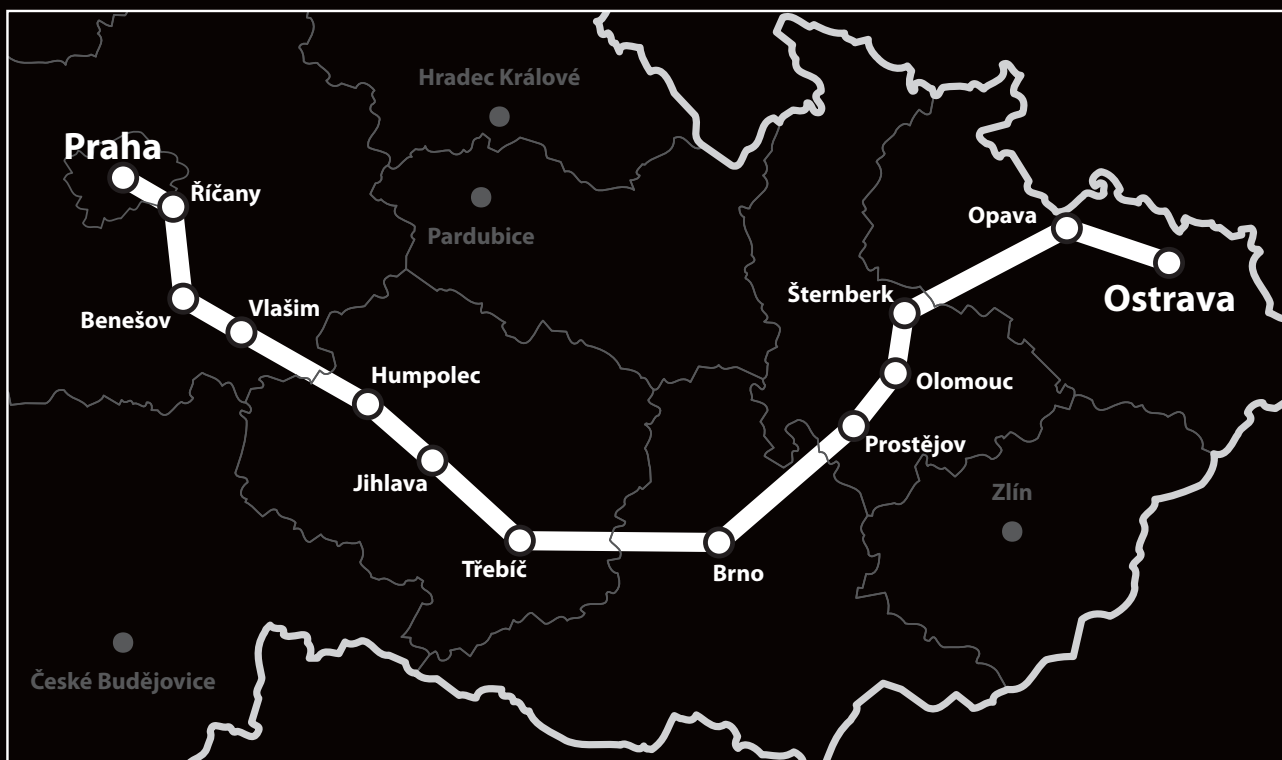 Hradec Králové
Praha
Říčany
Pardubice
Opava
Benešov
Vlašim
Šternberk
Ostrava
Humpolec
Olomouc
Prostějov
Jihlava
Zlín
Třebíč
Brno
České Budějovice